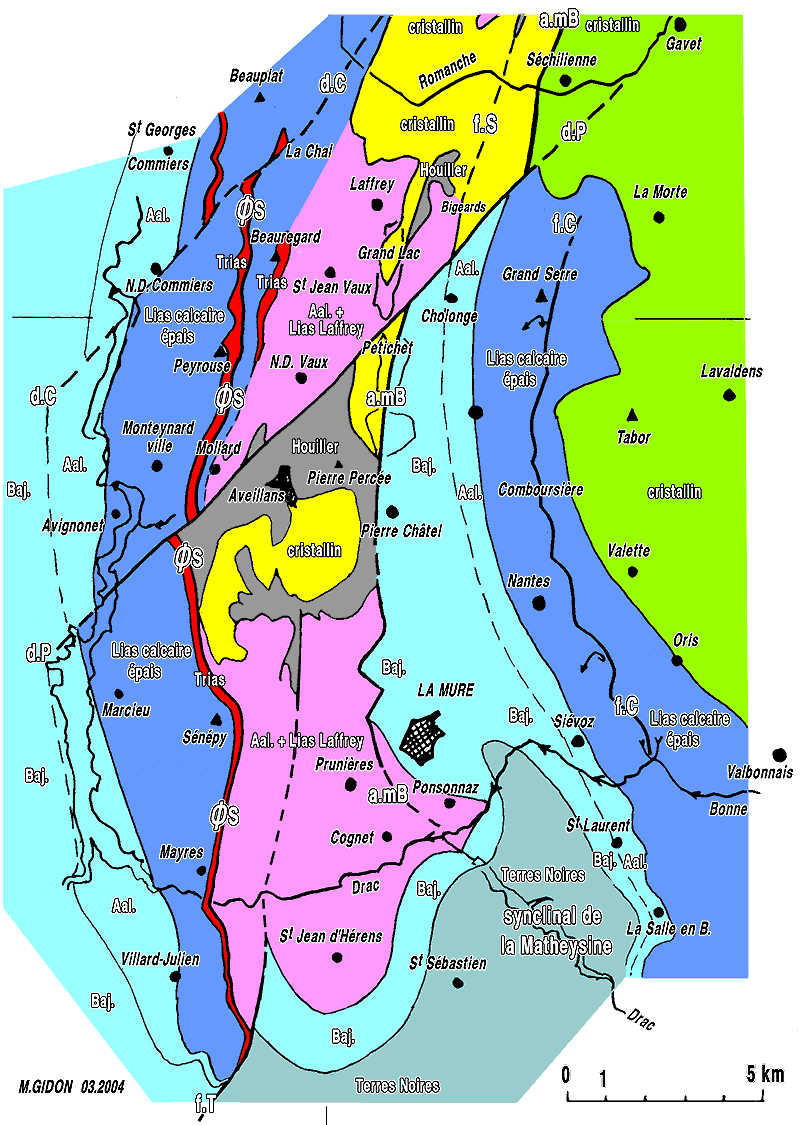 cristallin
a.mB
cristallin
Gavet
Beauplat
d.C
Romanche
Séchilienne
St Georges
Commiers
cristallin
f.S
d.P
La Chal
Houiller
Laffrey
La Morte
Aal.
ϕs
Bigeards
f.C
Beauregard
Grand Lac
Trias
Trias
Aal.
Grand Serre
N.D. Commiers
St Jean Vaux
Cholonge
Lias calcaire
épais
Aal. +
Lias Laffrey
Petichet
Peyrouse
N.D. Vaux
Lias calcaire
épais
Lavaldens
d.C
ϕs
a.mB
Monteynard
ville
Mollard
Houiller
Tabor
Aal.
Baj.
Pierre Percée
Baj.
Aal.
Comboursière
cristallin
Aveillans
Avignonet
Pierre Châtel
ϕs
cristallin
Valette
Nantes
d.P
Lias calcaire
épais
Oris
Trias
Baj.
LA MURE
Marcieu
f.C
Baj.
Siévoz
Lias calcaire
épais
Sénépy
Aal. + Lias Laffrey
Baj.
Prunières
Valbonnais
a.mB
Ponsonnaz
Bonne
ϕs
Cognet
St Laurent
Mayres
Baj.
Aal.
Drac
Baj.
Terres Noires
Aal.
synclinal de
la Matheysine
La Salle en B.
St Jean d'Hérens
Villard-Julien
St Sébastien
Baj.
Drac
Baj.
M.GIDON 03.2004
Terres Noires
0 1 5 km
f.T